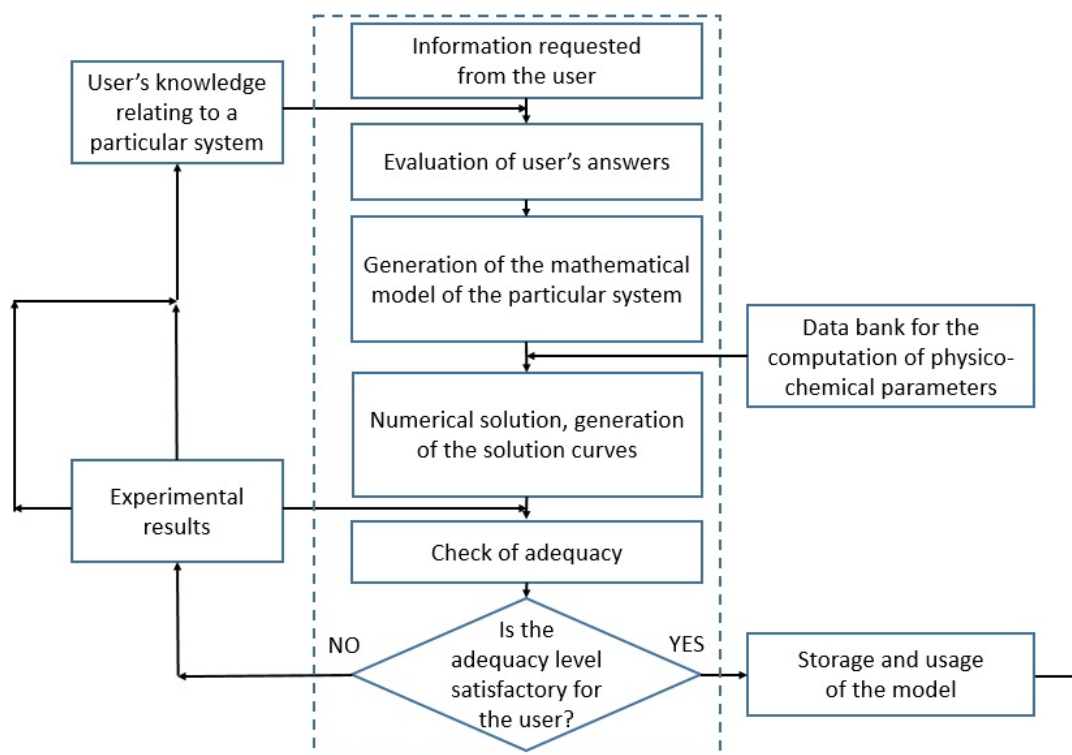 Information requested
from the user
User's knowledge
relating to a
particular system
Evaluation of user's answers
Generation of the mathematical
model of the particular system
Data bank for the
computation of physico-
chemical parameters
Numerical solution, generation
of the solution curves
Experimental
results
Check of adequacy
Is the
adequacy level
satisfactory for
the user?
NO
YES
Storage and usage
of the model